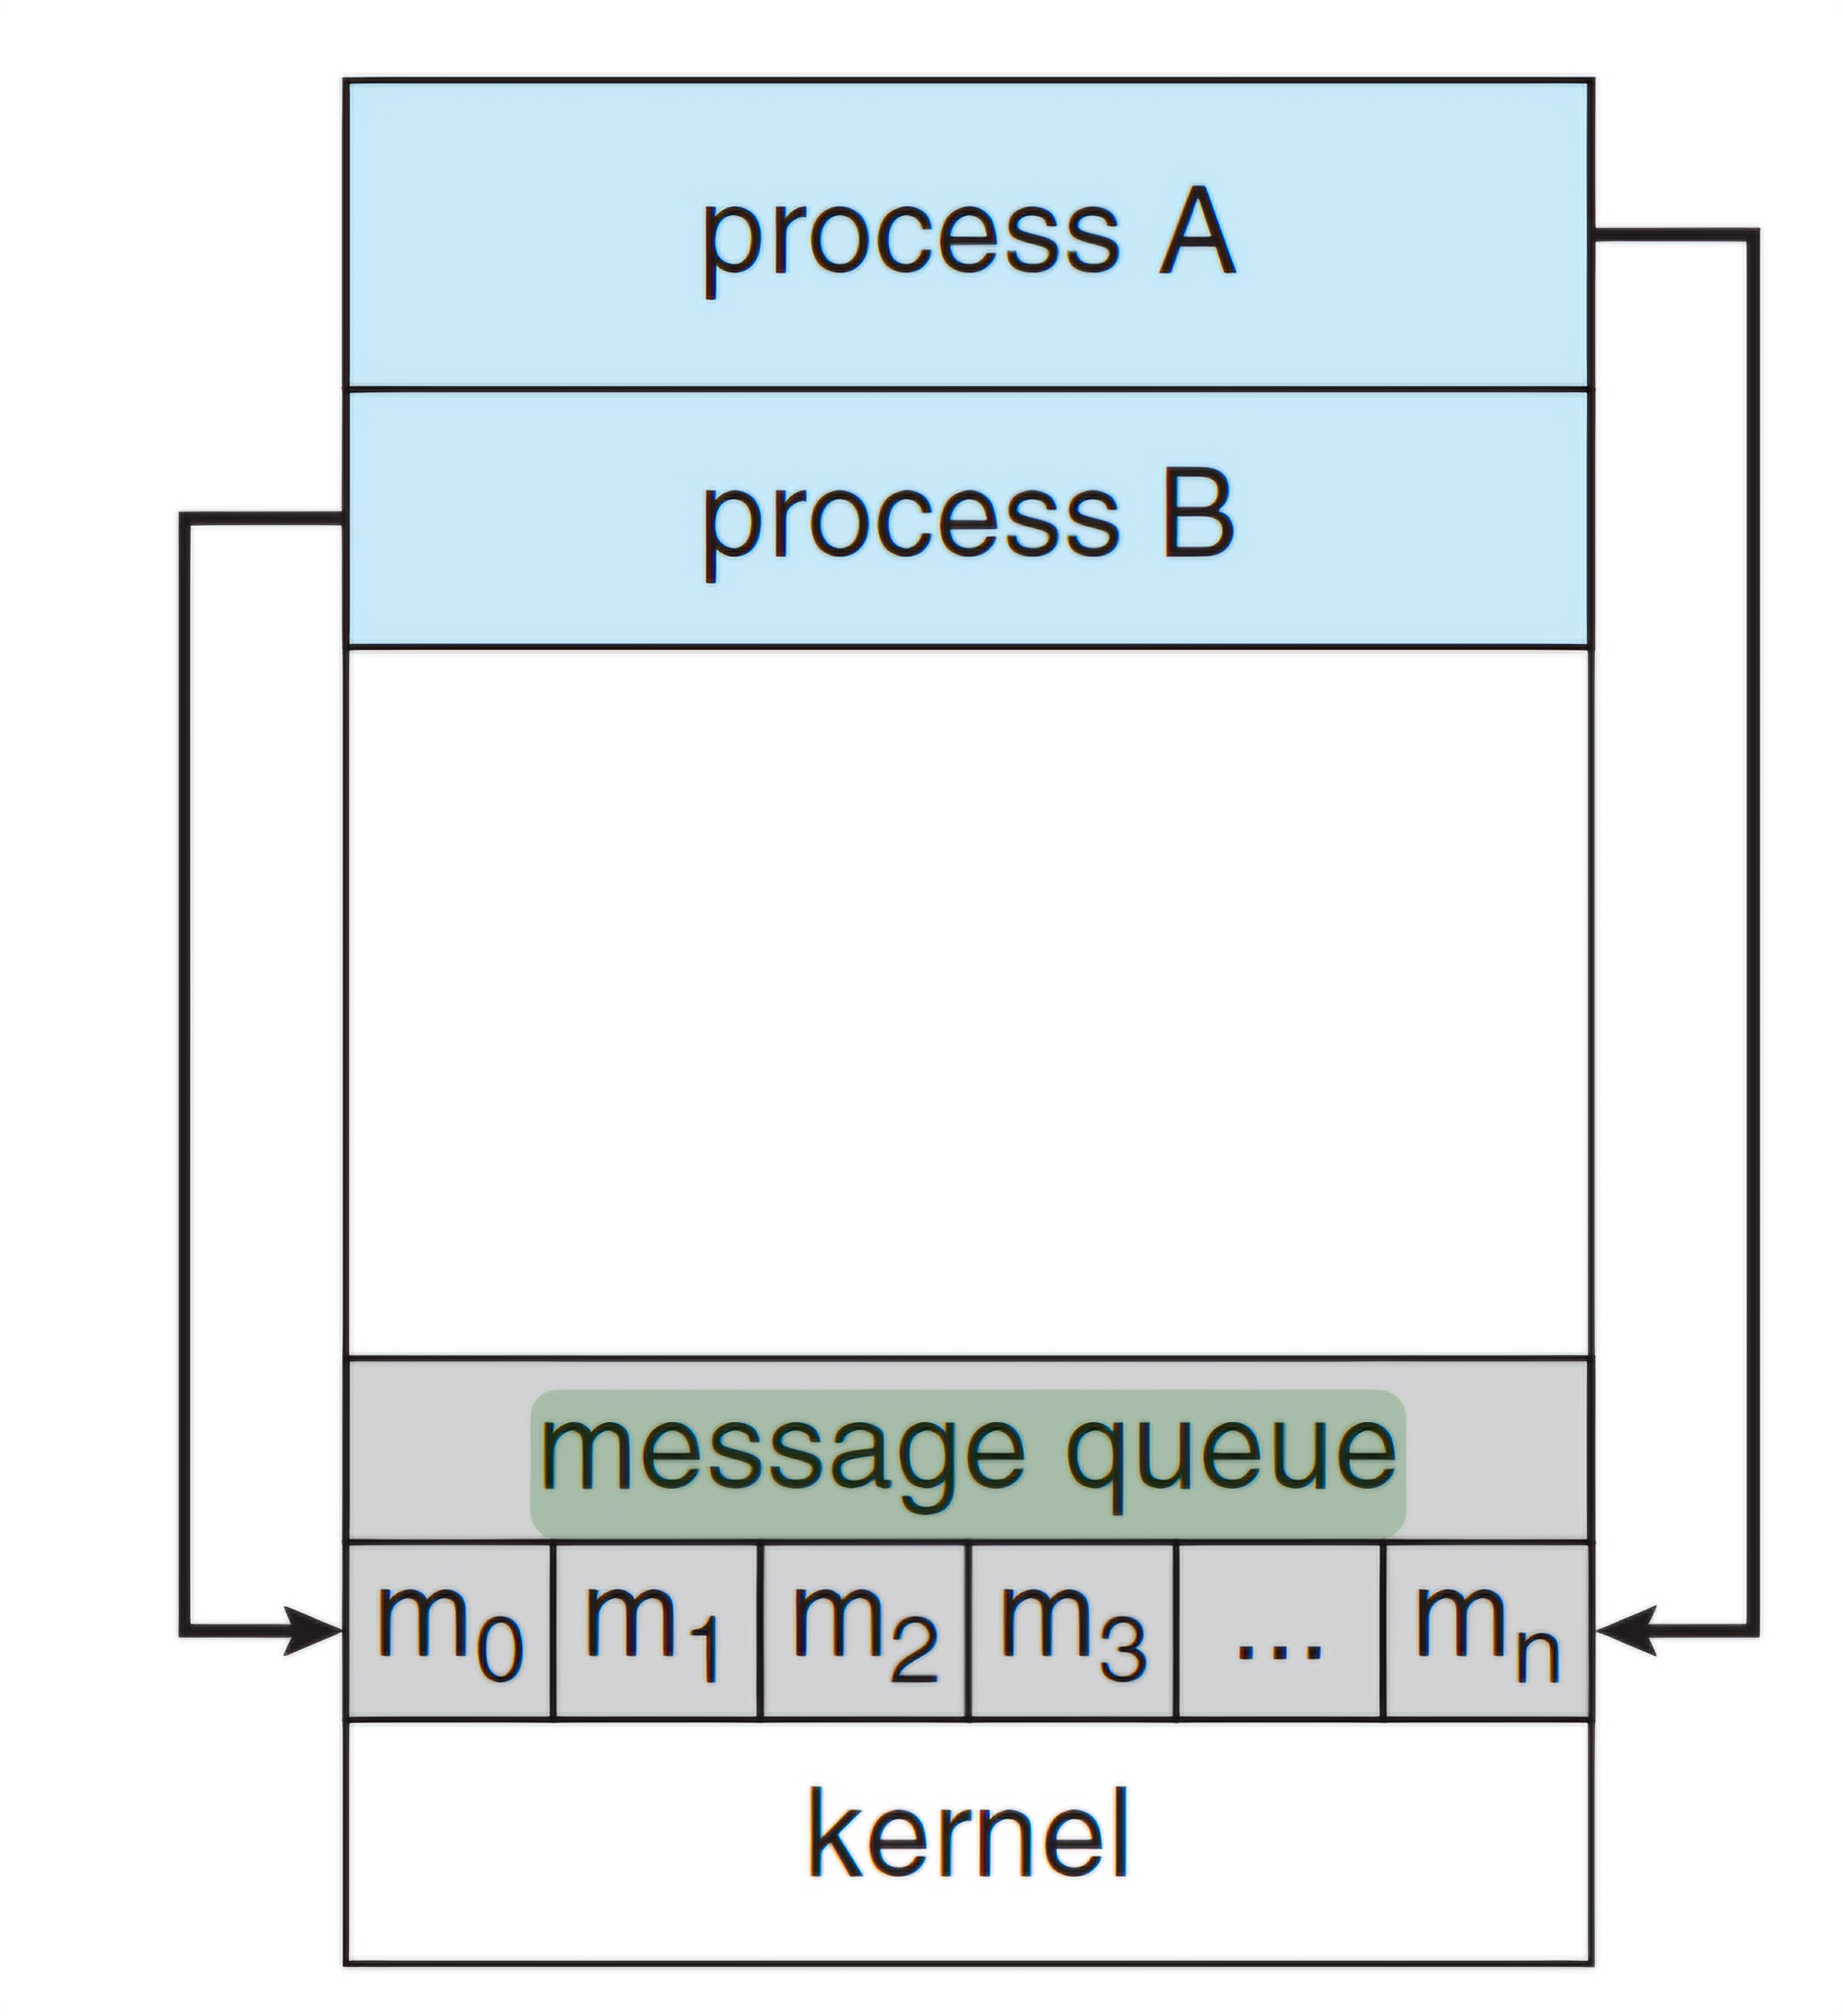 process A
process B
message queue
m0 m1 m2 m3 ... mn
kernel